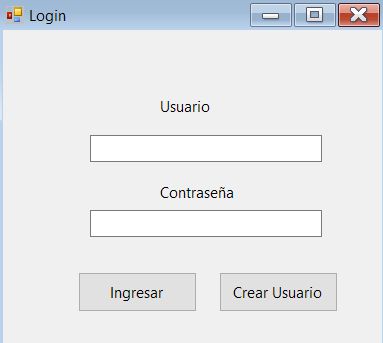 Login
Usuario
Contraseña
Ingresar
Crear Usuario